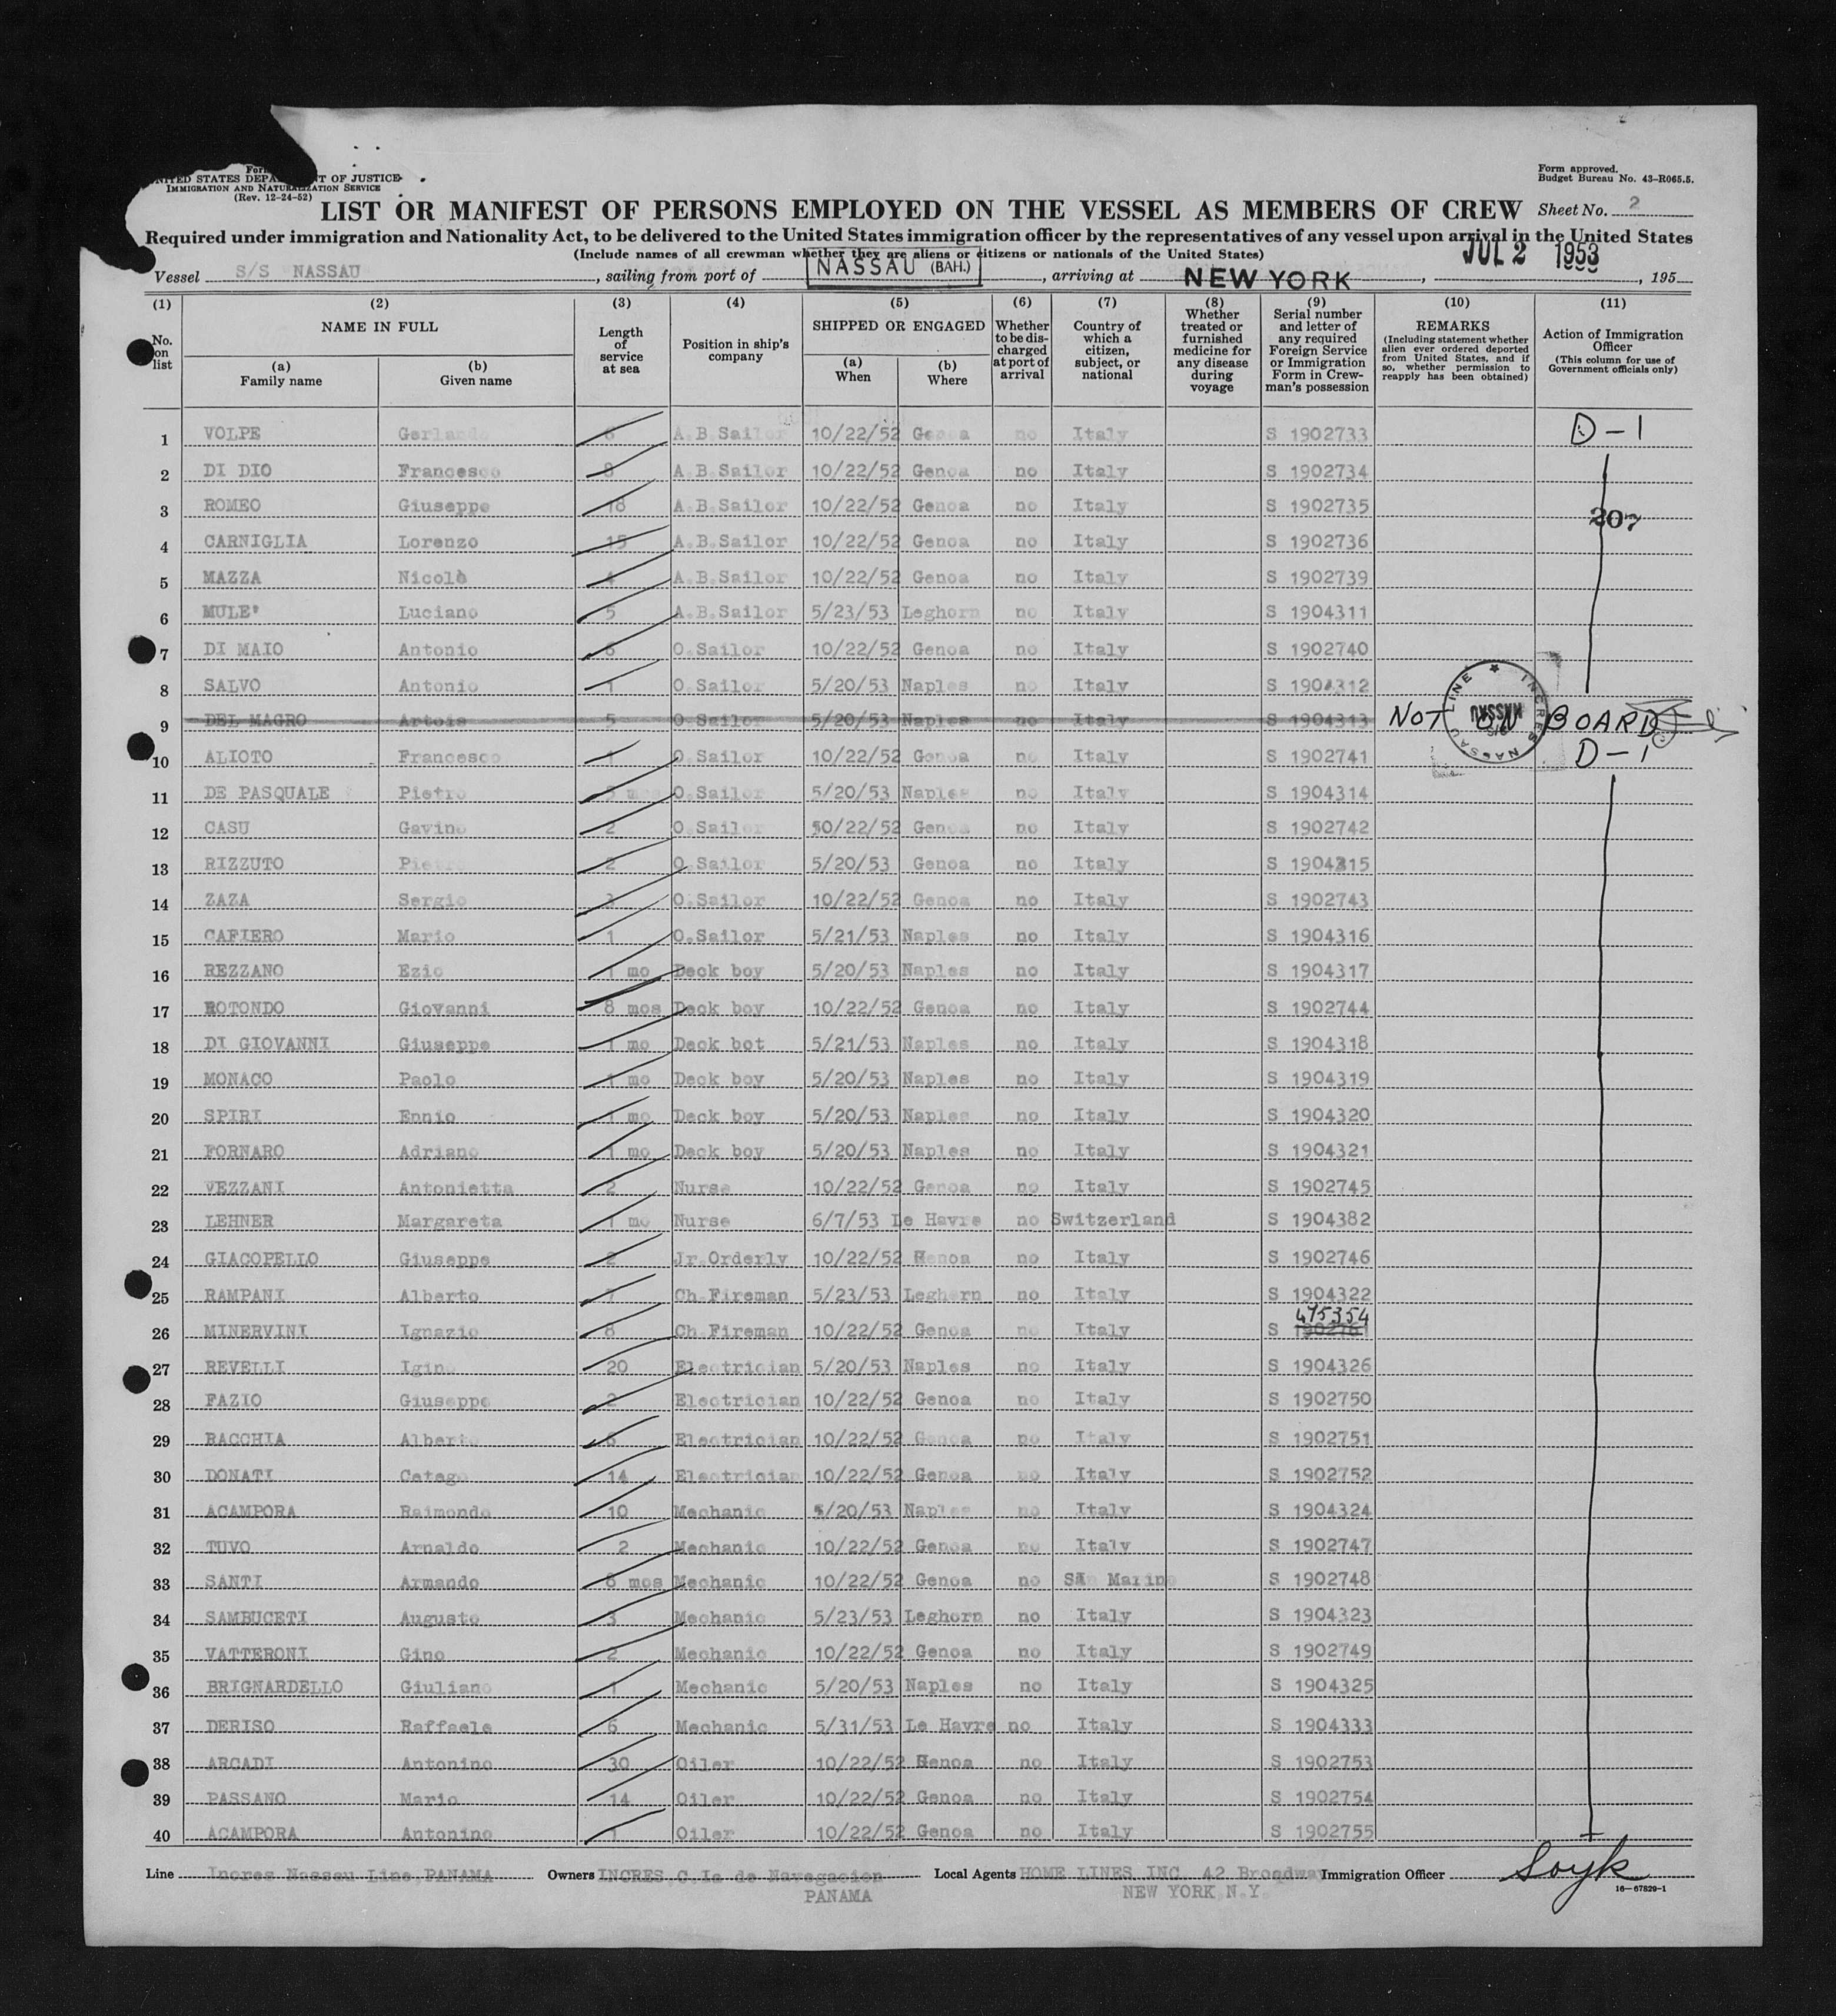 UNITED STATES DEPA T OF JUSTICE
IMMIGRATION AND NATURALIZATION SERVICE
(Rev. 12-24-52)
Form approved.
Budget Bureau No. 43-R065.5.
LIST OR MANIFEST OF PERSONS EMPLOYED ON THE VESSEL AS MEMBERS OF CREW Sheet No. 2
Required under immigration and Nationality Act, to be delivered to the United States immigration officer by the representatives of any vessel upon arrival in the United States
(Include names of all crewman whether they are aliens or citizens or nationals of the United States)
JUL 2 1953
Vessel S/S NASSAU, sailing from port of NASSAU (BAH.), arriving at NEW YORK, , 195
(1) (2) (3) (4) (5) (6) (7) (8) (9) (10) (11)
No. on list
NAME IN FULL
(a) Family name
(b) Given name
Length of service at sea
Position in ship's company
SHIPPED OR ENGAGED
(a) When
(b) Where
Whether to be discharged at port of arrival
Country of which a citizen, subject, or national
Whether treated or furnished medicine for any disease during voyage
Serial number and letter of any required Foreign Service or Immigration Form in Crewman's possession
REMARKS
(Including statement whether alien ever ordered deported from United States, and if so, whether permission to reapply has been obtained)
Action of Immigration Officer
(This column for use of Government officials only)
1 VOLPE Gerlando A.B.Sailor 10/22/52 Genoa no Italy S 1902733 D-1
2 DI DIO Francesco 8 A.B.Sailor 10/22/52 Genoa no Italy S 1902734
3 ROMEO Giuseppe 18 A.B.Sailor 10/22/52 Genoa no Italy S 1902735 207
4 CARNIGLIA Lorenzo 15 A.B.Sailor 10/22/52 Genoa no Italy S 1902736
5 MAZZA Nicolè 4 A.B.Sailor 10/22/52 Genoa no Italy S 1902739
6 MULE' Luciano 5 A.B.Sailor 5/23/53 Leghorn no Italy S 1904311
7 DI MAIO Antonio 6 O.Sailor 10/22/52 Genoa no Italy S 1902740
8 SALVO Antonio 1 O.Sailor 5/20/53 Naples no Italy S 1904312
9 DEL MAGRO Artois 5 O.Sailor 5/20/53 Naples no Italy S 1904313 NOT ON BOARD
INCRES NASSAU LINE S/S NASSAU
10 ALIOTO Francesco 1 O.Sailor 10/22/52 Genoa no Italy S 1902741 D-1
11 DE PASQUALE Pietro mos O.Sailor 5/20/53 Naples no Italy S 1904314
12 CASU Gavino 2 O.Sailor 10/22/52 Genoa no Italy S 1902742
13 RIZZUTO Pietro 2 O.Sailor 5/20/53 Genoa no Italy S 1904315
14 ZAZA Sergio 3 O.Sailor 10/22/52 Genoa no Italy S 1902743
15 CAFIERO Mario 1 O.Sailor 5/21/53 Naples no Italy S 1904316
16 REZZANO Ezio 1 mo Deck boy 5/20/53 Naples no Italy S 1904317
17 ROTONDO Giovanni 8 mos Deck boy 10/22/52 Genoa no Italy S 1902744
18 DI GIOVANNI Giuseppe 1 mo Deck bot 5/21/53 Naples no Italy S 1904318
19 MONACO Paolo 1 mo Deck boy 5/20/53 Naples no Italy S 1904319
20 SPIRI Ennio 1 mo Deck boy 5/20/53 Naples no Italy S 1904320
21 FORNARO Adriano 1 mo Deck boy 5/20/53 Naples no Italy S 1904321
22 VEZZANI Antonietta 2 Nurse 10/22/52 Genoa no Italy S 1902745
23 LEHNER Margareta 1 mo Nurse 6/7/53 Le Havre no Switzerland S 1904382
24 GIACOPELLO Giuseppe 2 Jr.Orderly 10/22/52 Genoa no Italy S 1902746
25 RAMPANI Alberto 7 Ch.Fireman 5/23/53 Leghorn no Italy S 1904322
475354
26 MINERVINI Ignazio 8 Ch.Fireman 10/22/52 Genoa no Italy S
27 REVELLI Igino 20 Electrician 5/20/53 Naples no Italy S 1904326
28 FAZIO Giuseppe 2 Electrician 10/22/52 Genoa no Italy S 1902750
29 BACCHIA Alberto 6 Electrician 10/22/52 Genoa no Italy S 1902751
30 DONATI Catego 14 Electrician 10/22/52 Genoa no Italy S 1902752
31 ACAMPORA Raimondo 10 Mechanic 5/20/53 Naples no Italy S 1904324
32 TUVO Arnaldo 2 Mechanic 10/22/52 Genoa no Italy S 1902747
33 SANTI Armando 8 mos Mechanic 10/22/52 Genoa no San Marino S 1902748
34 SAMBUCETI Augusto 3 Mechanic 5/23/53 Leghorn no Italy S 1904323
35 VATTERONI Gino 2 Mechanic 10/22/52 Genoa no Italy S 1902749
36 BRIGNARDELLO Giuliano 1 Mechanic 5/20/53 Naples no Italy S 1904325
37 DERISO Raffaele 6 Mechanic 5/31/53 Le Havre no Italy S 1904333
38 ARCADI Antonino 30 Oiler 10/22/52 Genoa no Italy S 1902753
39 PASSANO Mario 14 Oiler 10/22/52 Genoa no Italy S 1902754
40 ACAMPORA Antonino 1 Oiler 10/22/52 Genoa no Italy S 1902755
Line Incres Nassau Line, PANAMA Owners INCRES C.Ia de Navegacion Local Agents HOME LINES INC. 42 Broadway Immigration Officer Soyk
PANAMA NEW YORK N.Y. 16—67829-1